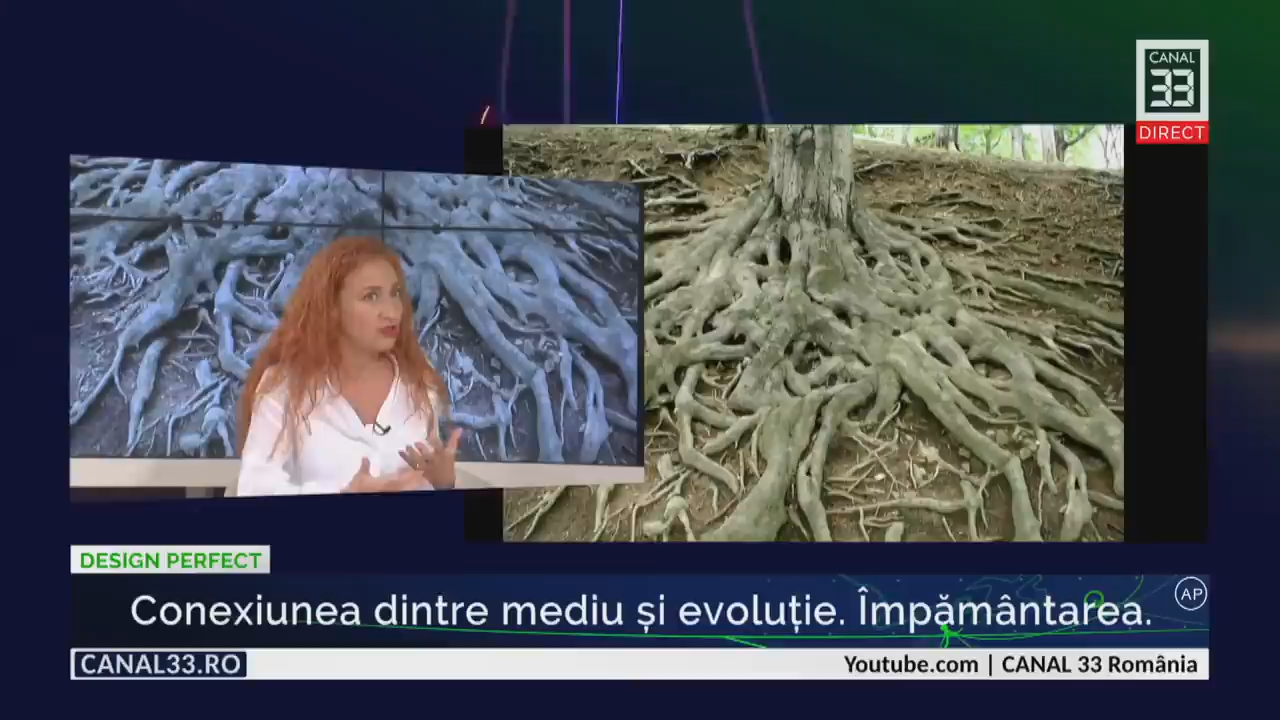 CANAL
33
DIRECT
DESIGN PERFECT
Conexiunea dintre mediu și evoluție. Împământarea.
AP
CANAL33.RO
Youtube.com | CANAL 33 România